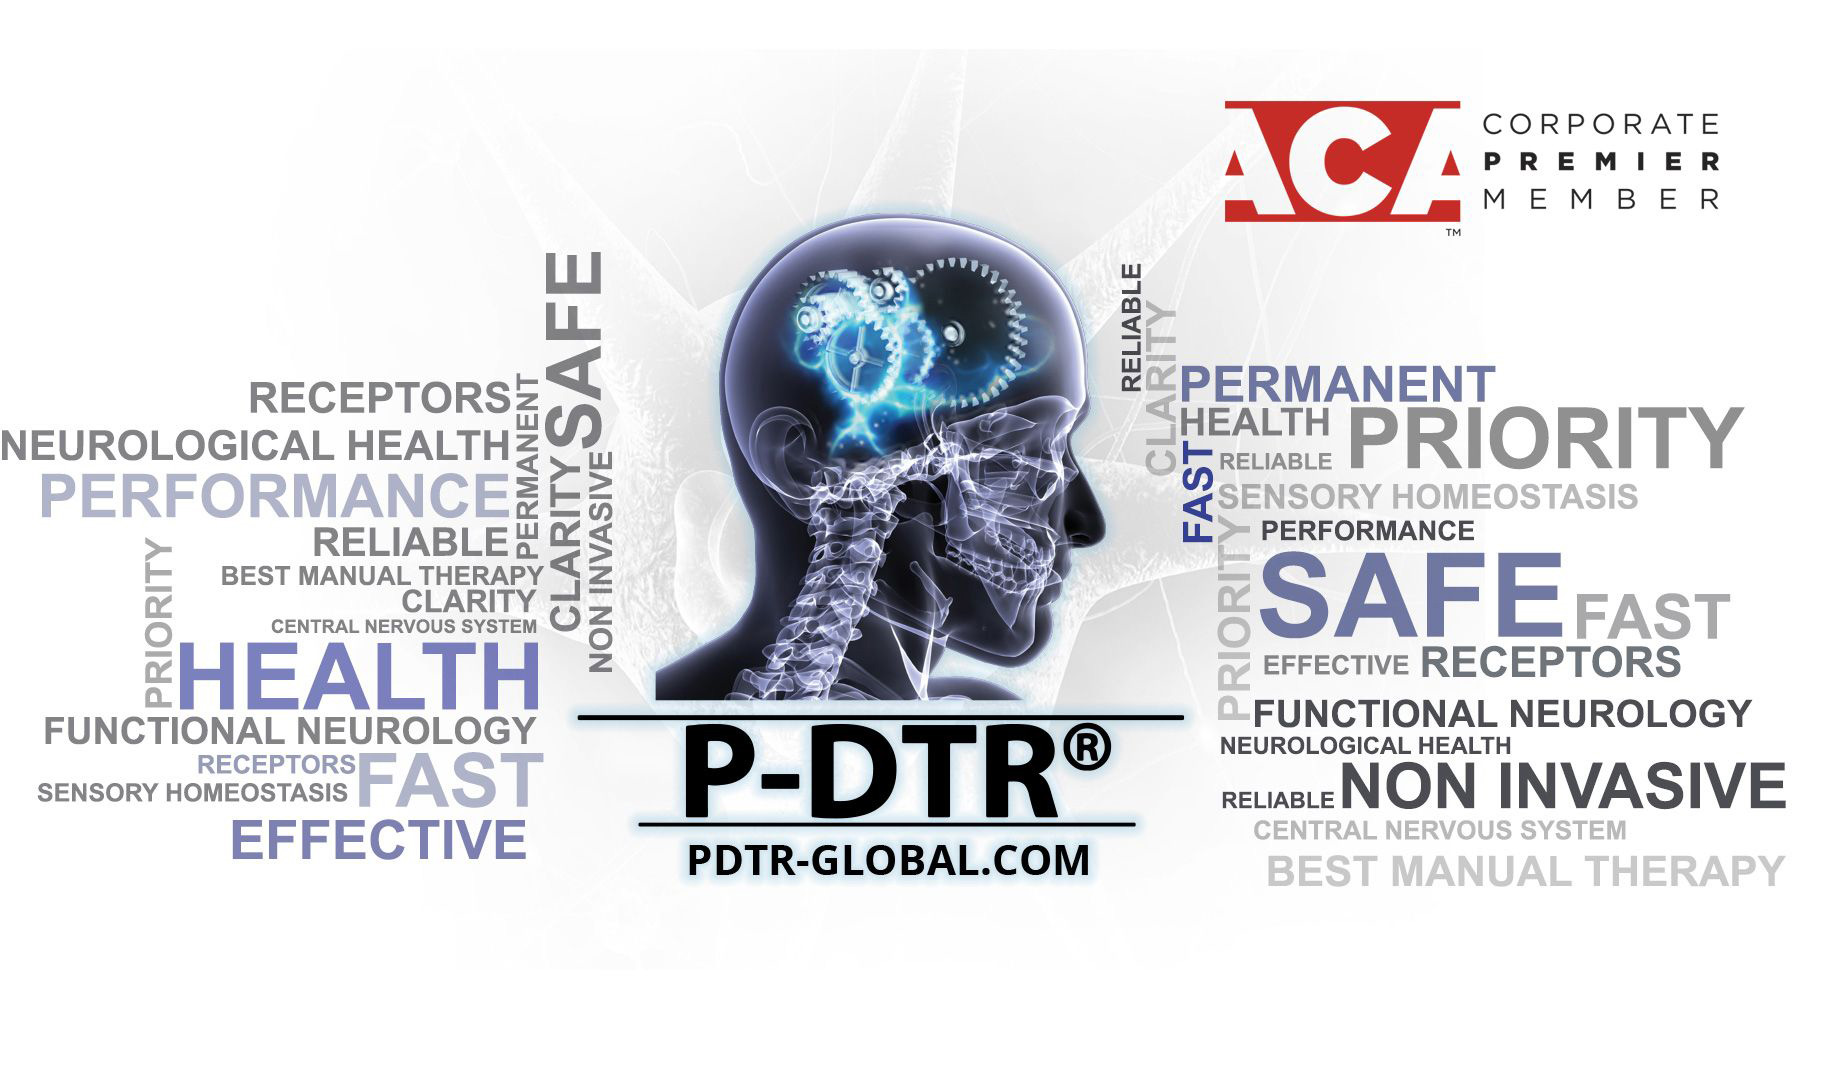 ACA
TM
CORPORATE
PREMIER
MEMBER
RECEPTORS
NEUROLOGICAL HEALTH
PERFORMANCE
RELIABLE
BEST MANUAL THERAPY
CLARITY
CENTRAL NERVOUS SYSTEM
PRIORITY
HEALTH
FUNCTIONAL NEUROLOGY
RECEPTORS
FAST
SENSORY HOMEOSTASIS
EFFECTIVE
PERMANENT
CLARITY
SAFE
NON INVASIVE
RELIABLE
CLARITY
PERMANENT
HEALTH
PRIORITY
FAST
RELIABLE
SENSORY HOMEOSTASIS
PERFORMANCE
PRIORITY
SAFE
FAST
EFFECTIVE
RECEPTORS
FUNCTIONAL NEUROLOGY
NEUROLOGICAL HEALTH
RELIABLE
NON INVASIVE
CENTRAL NERVOUS SYSTEM
BEST MANUAL THERAPY
P-DTR®
PDTR-GLOBAL.COM